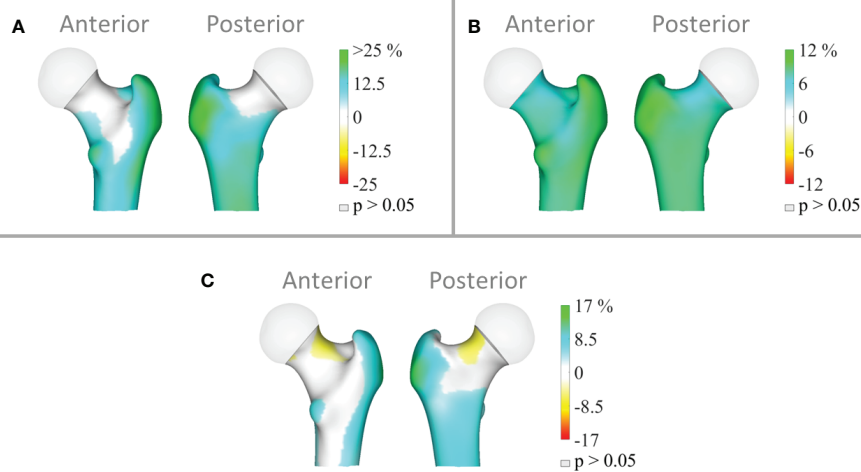 A
Anterior
Posterior
>25 %
12.5
0
-12.5
-25
p > 0.05
B
Anterior
Posterior
12 %
6
0
-6
-12
p > 0.05
C
Anterior
Posterior
17 %
8.5
0
-8.5
-17
p > 0.05